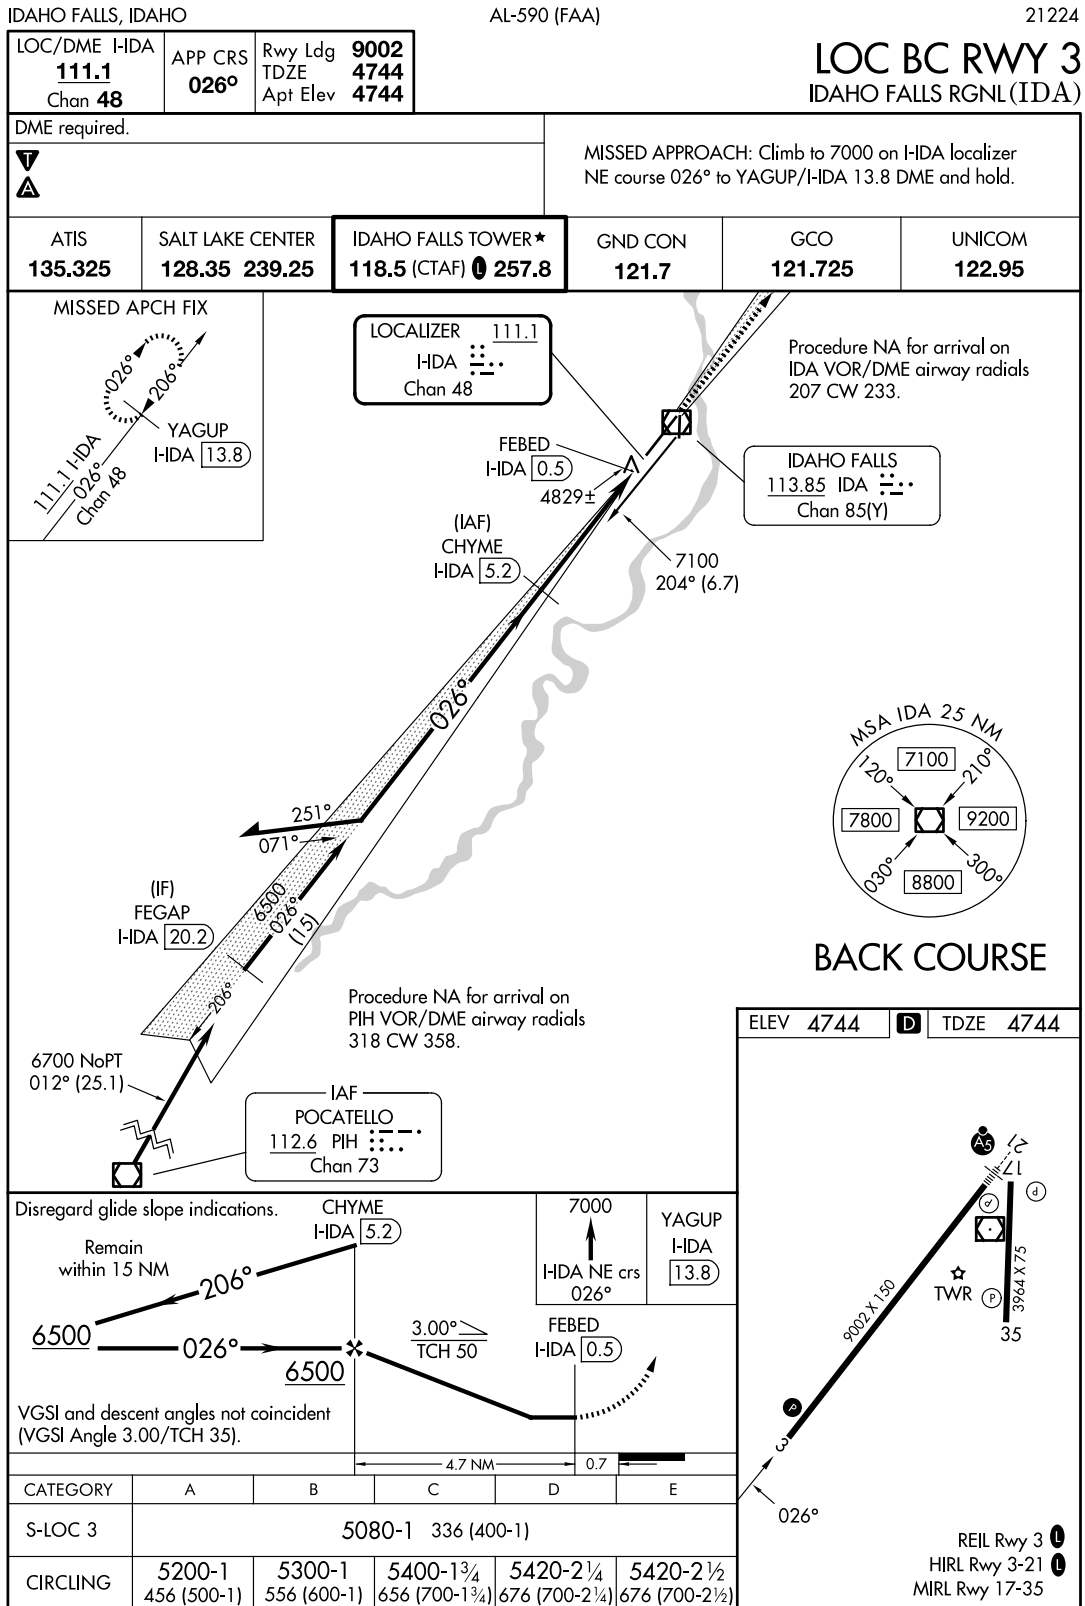 IDAHO FALLS, IDAHO
AL-590 (FAA)
21224
LOC/DME I-IDA
111.1
Chan 48
APP CRS
026°
Rwy Ldg 9002
TDZE 4744
Apt Elev 4744
LOC BC RWY 3
IDAHO FALLS RGNL (IDA)
DME required.
T
A
MISSED APPROACH: Climb to 7000 on I-IDA localizer
NE course 026° to YAGUP/I-IDA 13.8 DME and hold.
ATIS
135.325
SALT LAKE CENTER
128.35 239.25
IDAHO FALLS TOWER★
118.5 (CTAF) L 257.8
GND CON
121.7
GCO
121.725
UNICOM
122.95
MISSED APCH FIX
026°
206°
YAGUP
I-IDA 13.8
111.1 I-IDA
026°
Chan 48
LOCALIZER 111.1
I-IDA
Chan 48
Procedure NA for arrival on
IDA VOR/DME airway radials
207 CW 233.
FEBED
I-IDA 0.5
4829±
IDAHO FALLS
113.85 IDA
Chan 85(Y)
(IAF)
CHYME
I-IDA 5.2
7100
204° (6.7)
026°
251°
071°
6500
026°
(15)
(IF)
FEGAP
I-IDA 20.2
206°
MSA IDA 25 NM
7100
120°
210°
7800
9200
030°
300°
8800
BACK COURSE
Procedure NA for arrival on
PIH VOR/DME airway radials
318 CW 358.
6700 NoPT
012° (25.1)
IAF
POCATELLO
112.6 PIH
Chan 73
ELEV 4744
D
TDZE 4744
A5
21
17
P
P
9002 X 150
3964 X 75
TWR
P
35
P
3
026°
REIL Rwy 3 L
HIRL Rwy 3-21 L
MIRL Rwy 17-35
Disregard glide slope indications.
CHYME
I-IDA 5.2
Remain
within 15 NM
206°
6500
026°
6500
3.00°
TCH 50
FEBED
I-IDA 0.5
7000
I-IDA NE crs
026°
YAGUP
I-IDA
13.8
VGSI and descent angles not coincident
(VGSI Angle 3.00/TCH 35).
4.7 NM
0.7
CATEGORY A B C D E
S-LOC 3 5080-1 336 (400-1)
CIRCLING
5200-1
456 (500-1)
5300-1
556 (600-1)
5400-1¾
656 (700-1¾)
5420-2¼
676 (700-2¼)
5420-2½
676 (700-2½)